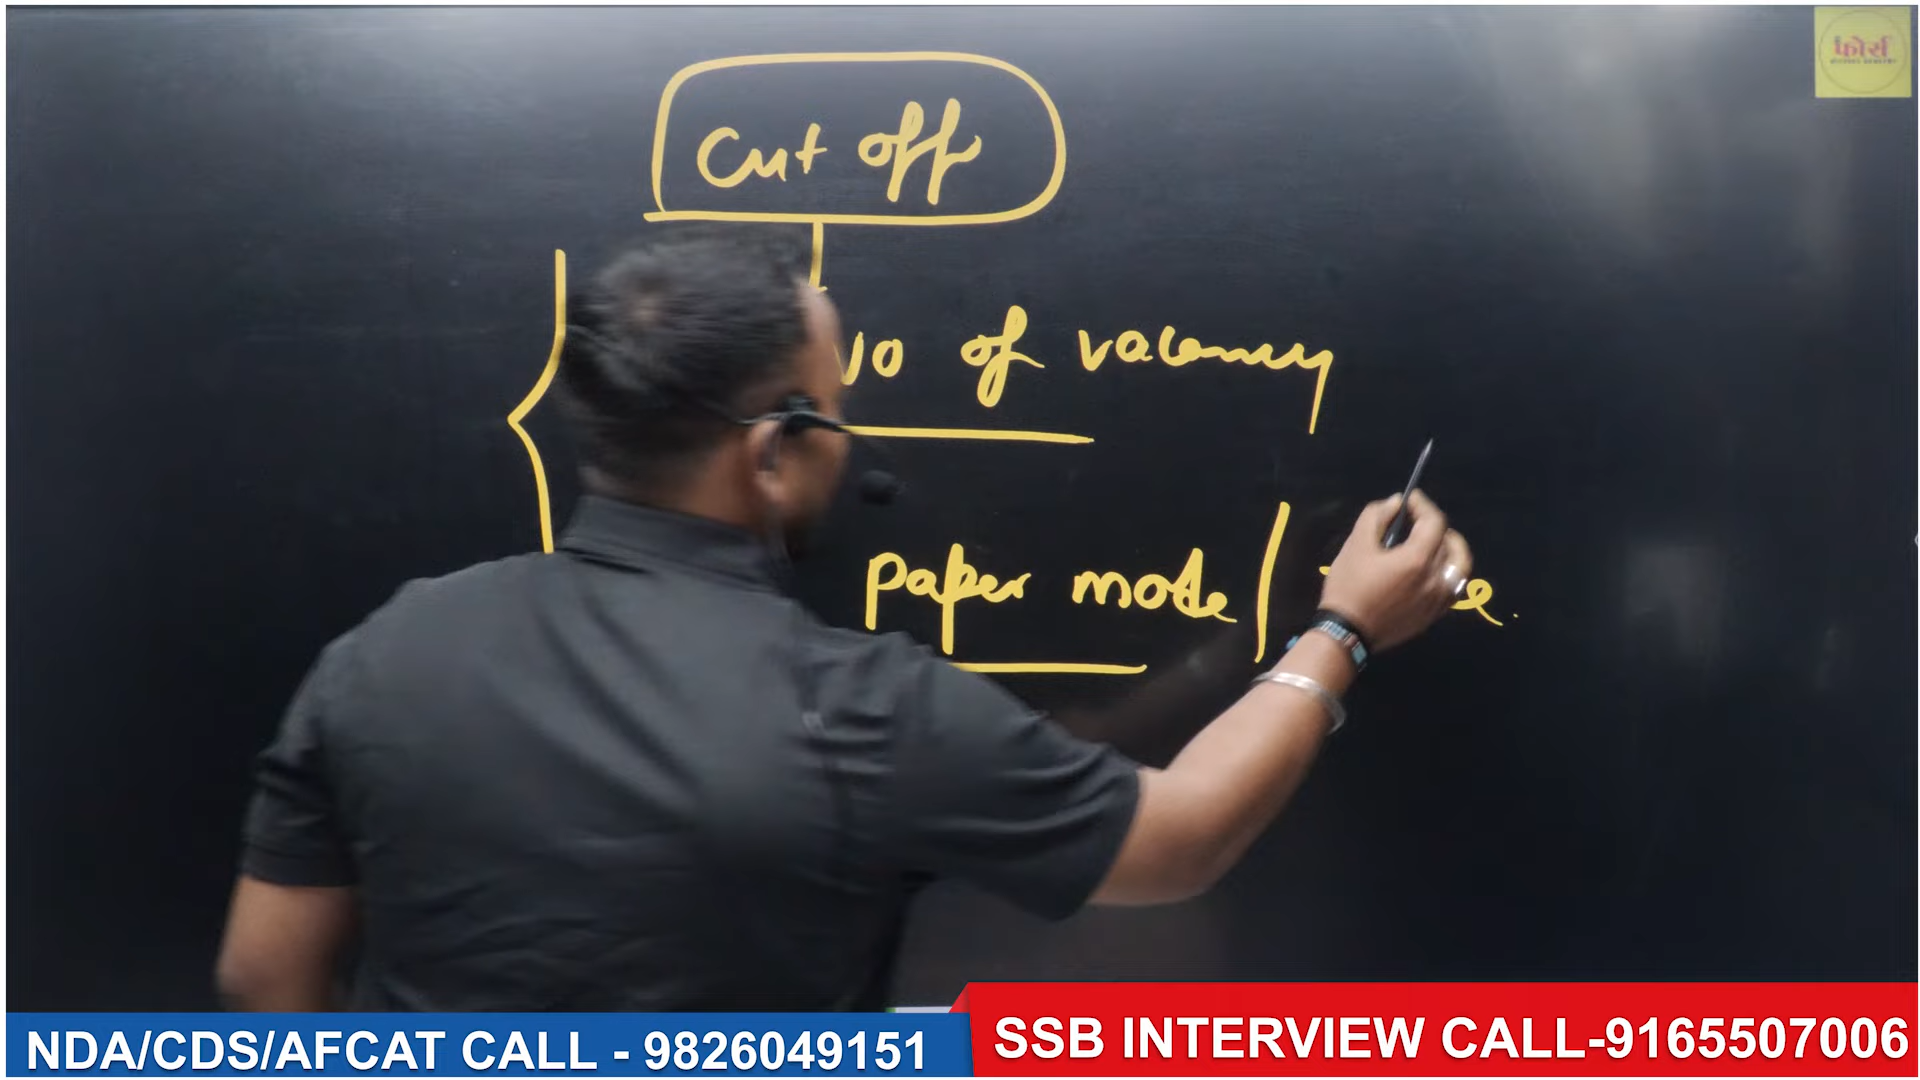 फोर्स
cut off
No of vacancy
paper mode /
NDA/CDS/AFCAT CALL - 9826049151
SSB INTERVIEW CALL-9165507006